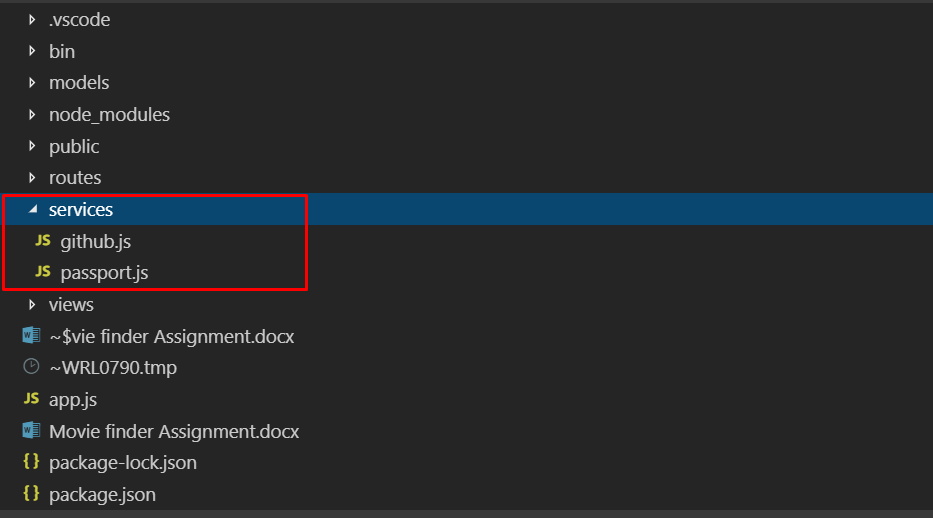 .vscode
bin
models
node_modules
public
routes
services
JS github.js
JS passport.js
views
W ~$vie finder Assignment.docx
~WRL0790.tmp
JS app.js
W Movie finder Assignment.docx
{} package-lock.json
{} package.json